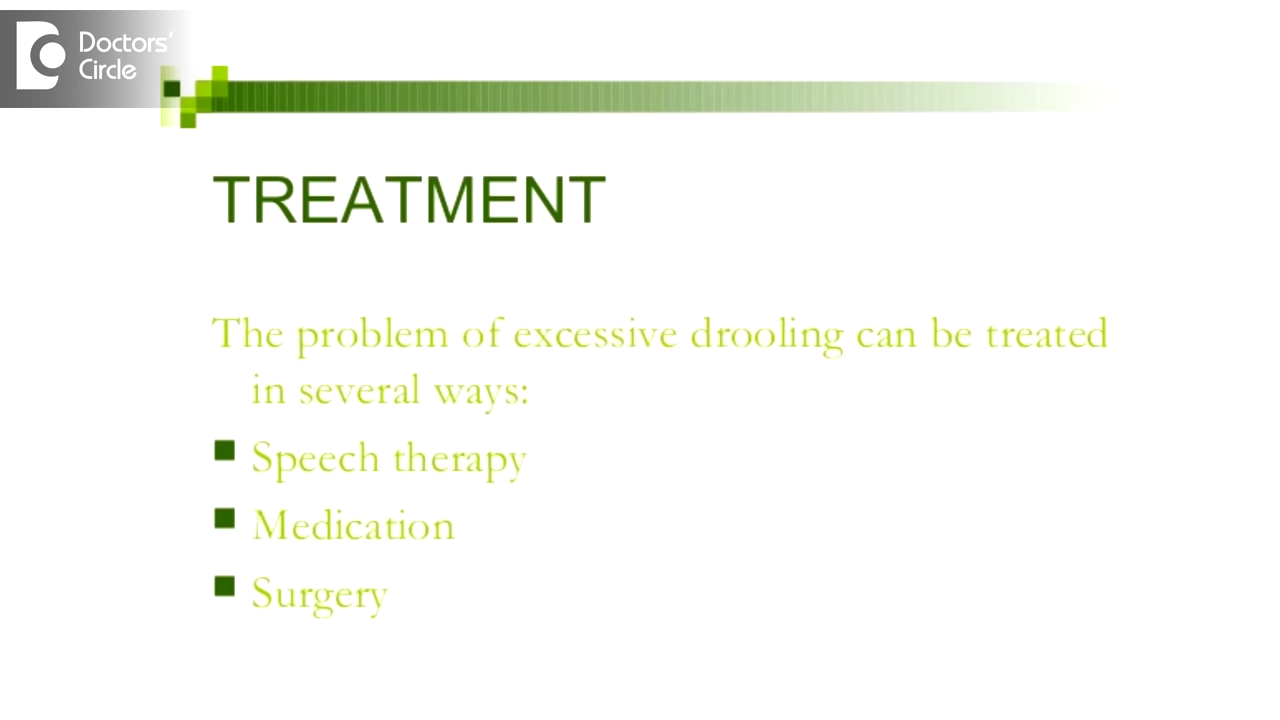 Doctors'
Circle
TREATMENT
The problem of excessive drooling can be treated
in several ways:
Speech therapy
Medication
Surgery